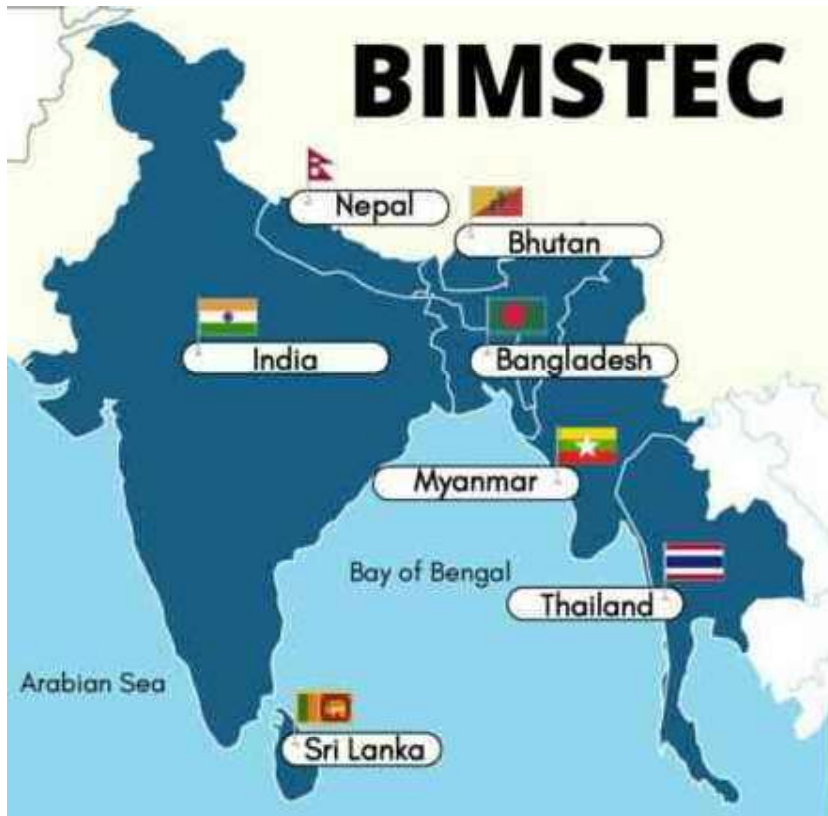 BIMSTEC
Nepal
Bhutan
India
Bangladesh
Myanmar
Bay of Bengal
Thailand
Arabian Sea
Sri Lanka